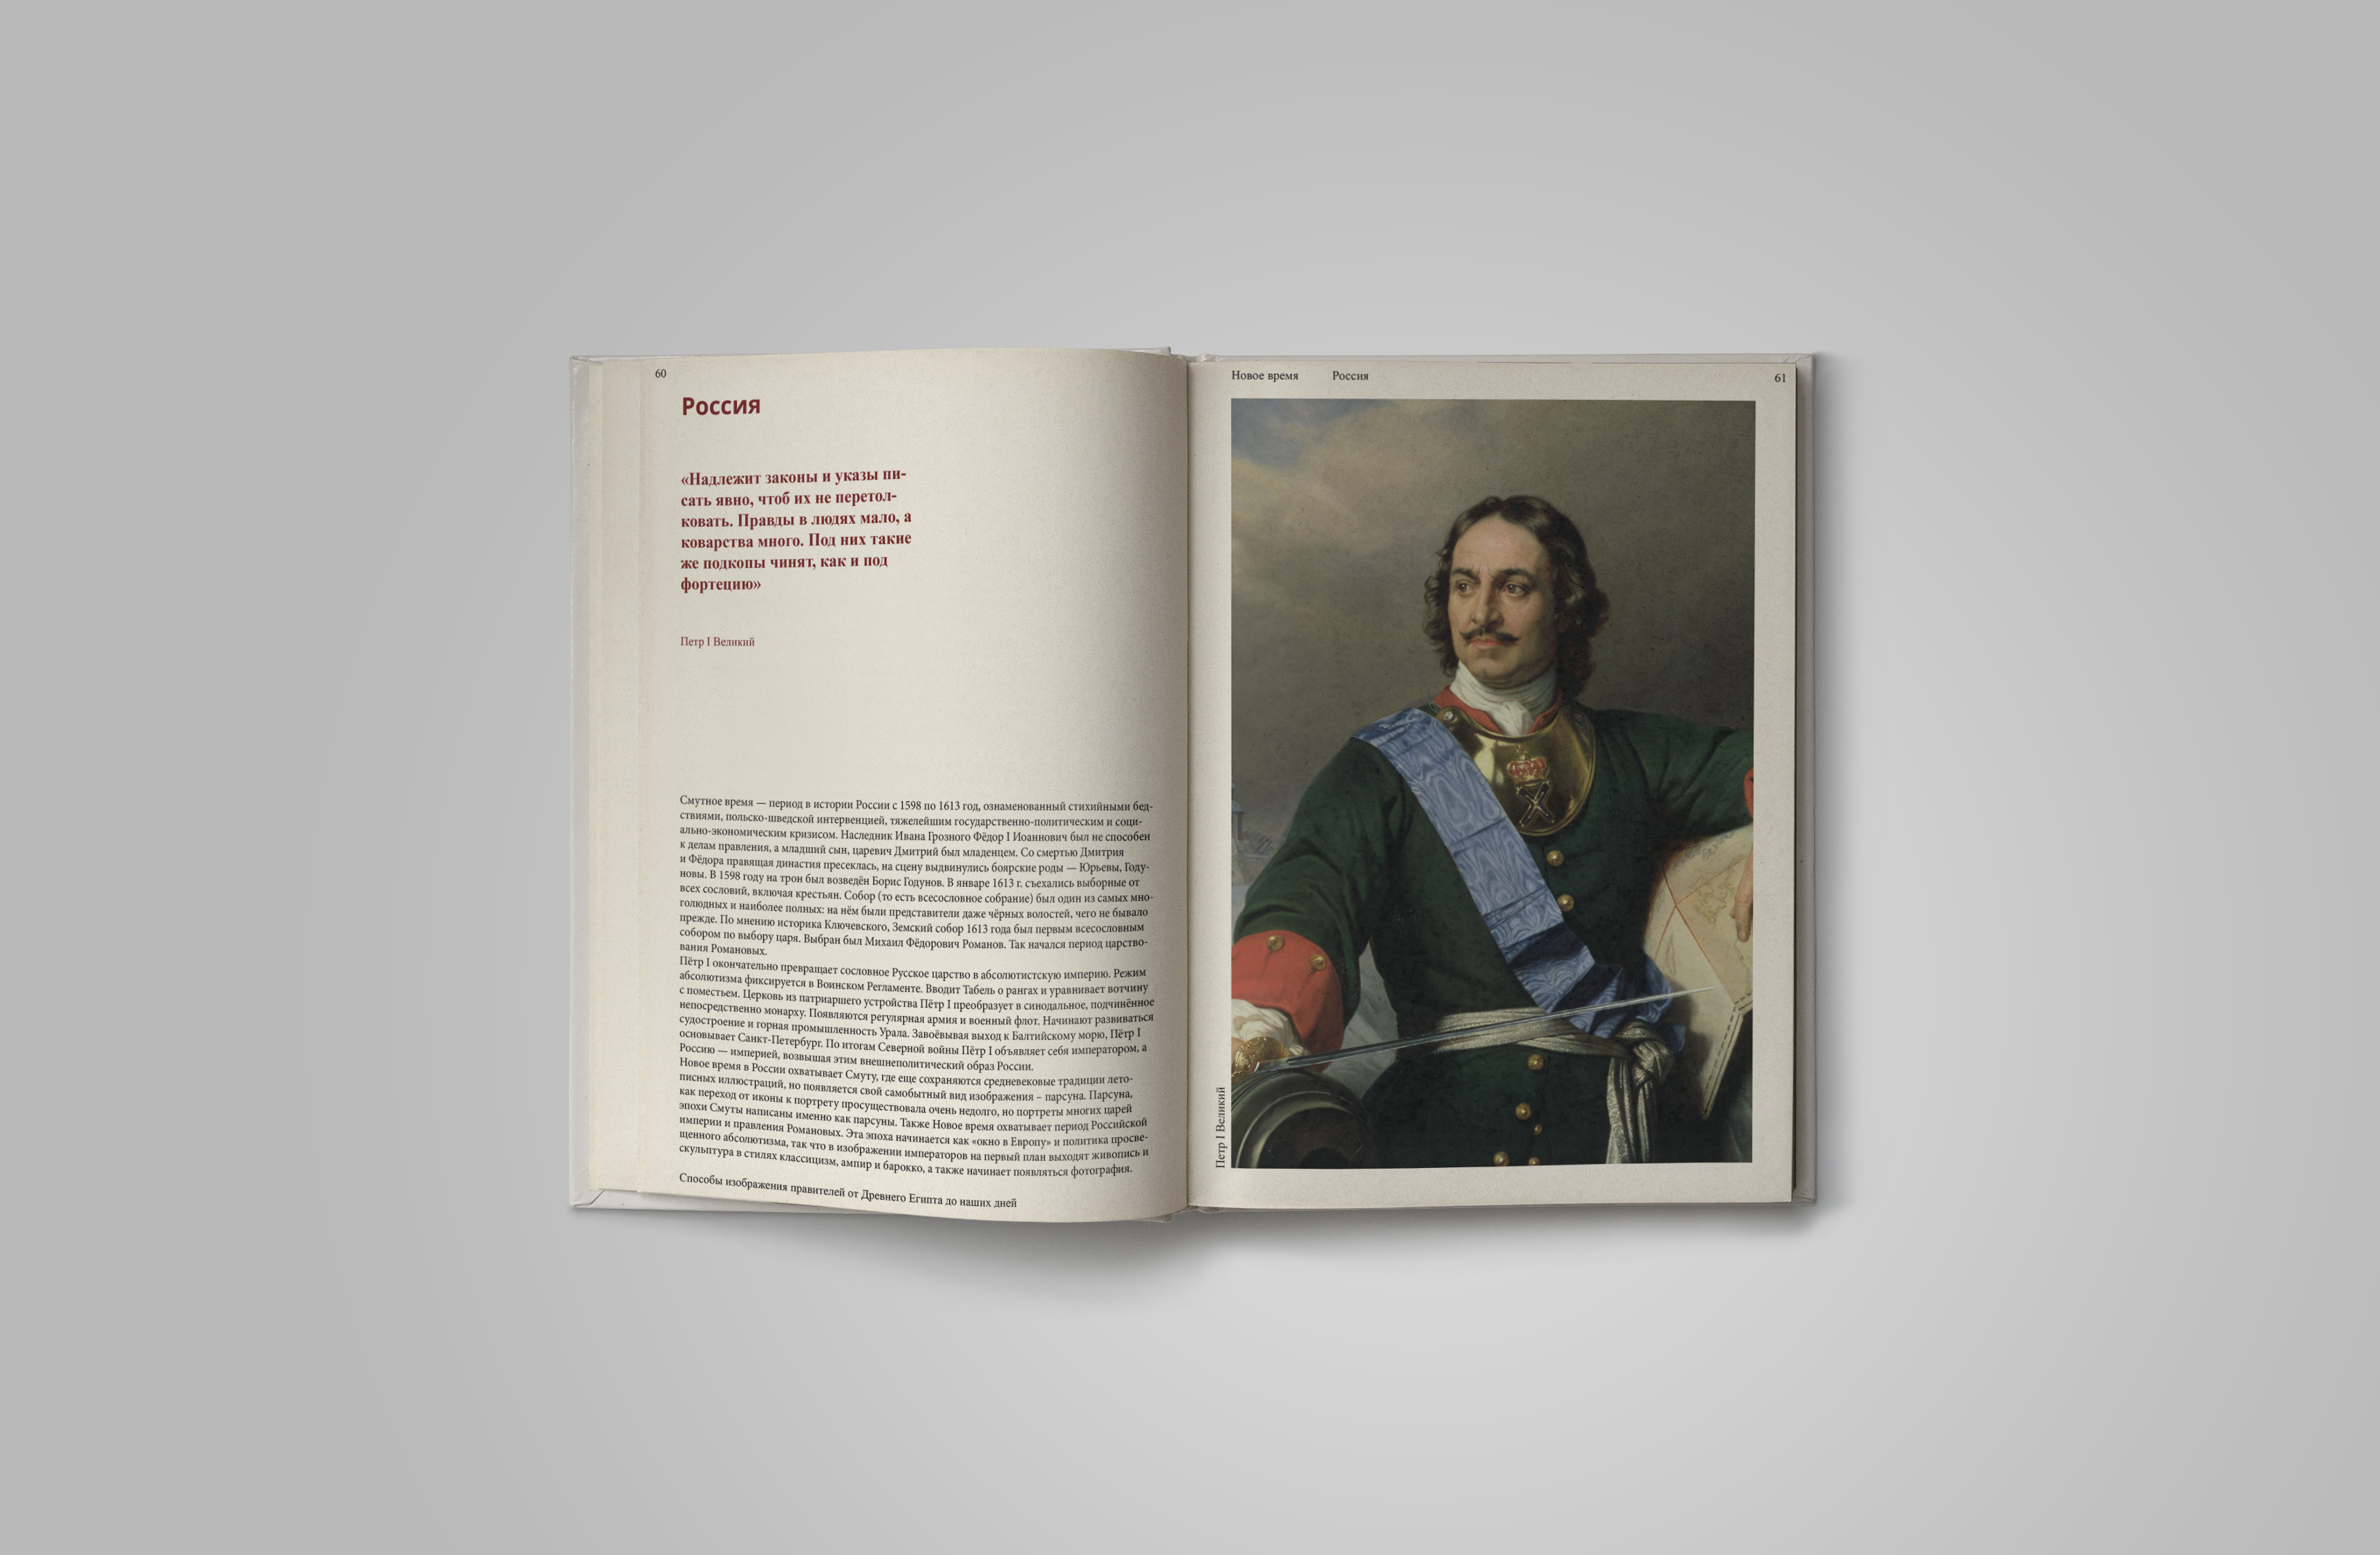 60
Россия
«Надлежит законы и указы пи-
сать явно, чтоб их не перетол-
ковать. Правды в людях мало, а
коварства много. Под них такие
же подкопы чинят, как и под
фортецию»
Петр I Великий
Смутное время — период в истории России с 1598 по 1613 год, ознаменованный стихийными бед-
ствиями, польско-шведской интервенцией, тяжелейшим государственно-политическим и соци-
ально-экономическим кризисом. Наследник Ивана Грозного Фёдор I Иоаннович был не способен
к делам правления, а младший сын, царевич Дмитрий был младенцем. Со смертью Дмитрия
и Фёдора правящая династия пресеклась, на сцену выдвинулись боярские роды — Юрьевы, Году-
новы. В 1598 году на трон был возведён Борис Годунов. В январе 1613 г. съехались выборные от
всех сословий, включая крестьян. Собор (то есть всесословное собрание) был один из самых мно-
голюдных и наиболее полных: на нём были представители даже чёрных волостей, чего не бывало
прежде. По мнению историка Ключевского, Земский собор 1613 года был первым всесословным
собором по выбору царя. Выбран был Михаил Фёдорович Романов. Так начался период царство-
вания Романовых.
Пётр I окончательно превращает сословное Русское царство в абсолютистскую империю. Режим
абсолютизма фиксируется в Воинском Регламенте. Вводит Табель о рангах и уравнивает вотчину
с поместьем. Церковь из патриаршего устройства Пётр I преобразует в синодальное, подчинённое
непосредственно монарху. Появляются регулярная армия и военный флот. Начинают развиваться
судостроение и горная промышленность Урала. Завоёвывая выход к Балтийскому морю, Пётр I
основывает Санкт-Петербург. По итогам Северной войны Пётр I объявляет себя императором, а
Россию — империей, возвышая этим внешнеполитический образ России.
Новое время в России охватывает Смуту, где еще сохраняются средневековые традиции лето-
писных иллюстраций, но появляется свой самобытный вид изображения – парсуна. Парсуна,
как переход от иконы к портрету просуществовала очень недолго, но портреты многих царей
эпохи Смуты написаны именно как парсуны. Также Новое время охватывает период Российской
империи и правления Романовых. Эта эпоха начинается как «окно в Европу» и политика просве-
щенного абсолютизма, так что в изображении императоров на первый план выходят живопись и
скульптура в стилях классицизм, ампир и барокко, а также начинает появляться фотография.
Способы изображения правителей от Древнего Египта до наших дней
Новое время Россия
61
Петр I Великий